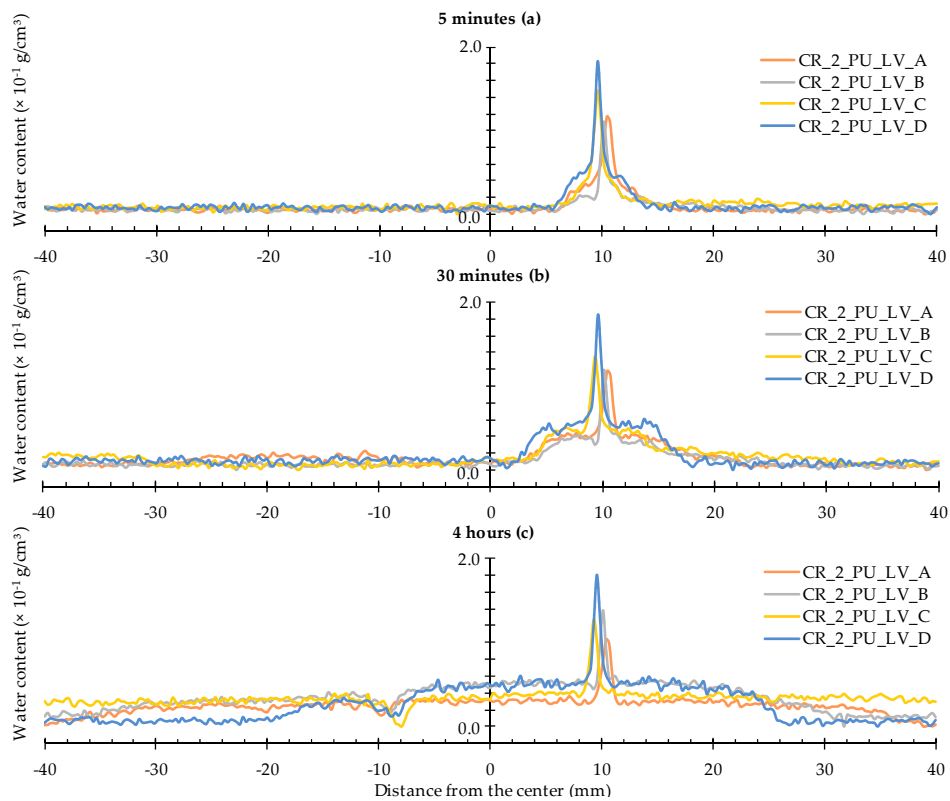 5 minutes (a)
Water content (× 10⁻¹ g/cm³)
2.0
0.0
CR_2_PU_LV_A
CR_2_PU_LV_B
CR_2_PU_LV_C
CR_2_PU_LV_D
-40 -30 -20 -10 0 10 20 30 40
30 minutes (b)
Water content (× 10⁻¹ g/cm³)
2.0
0.0
CR_2_PU_LV_A
CR_2_PU_LV_B
CR_2_PU_LV_C
CR_2_PU_LV_D
-40 -30 -20 -10 0 10 20 30 40
4 hours (c)
Water content (× 10⁻¹ g/cm³)
2.0
0.0
CR_2_PU_LV_A
CR_2_PU_LV_B
CR_2_PU_LV_C
CR_2_PU_LV_D
-40 -30 -20 -10 0 10 20 30 40
Distance from the center (mm)